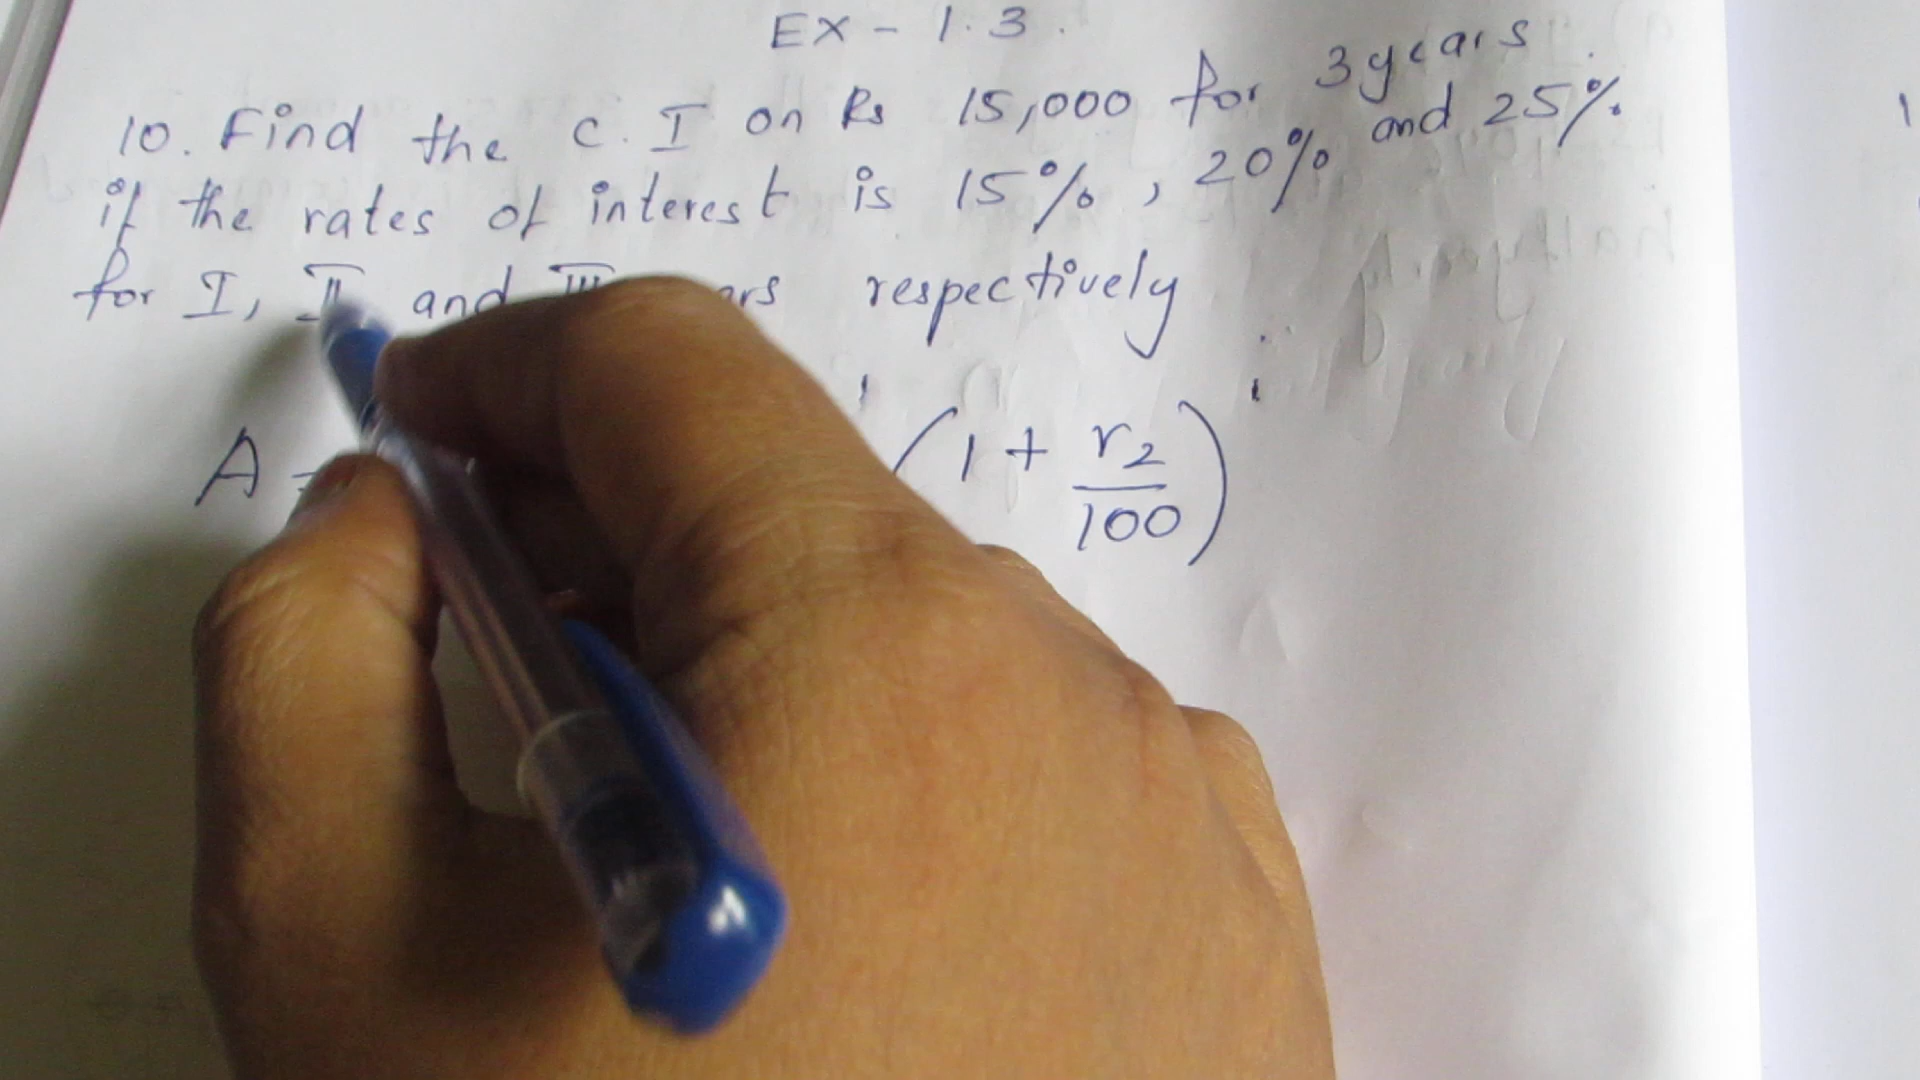 EX - 1.3.
10. Find the C.I on Rs 15,000 for 3 years
if the rates of interest is 15%, 20% and 25%
for I, II and III respectively
A = (1 + r2/100)